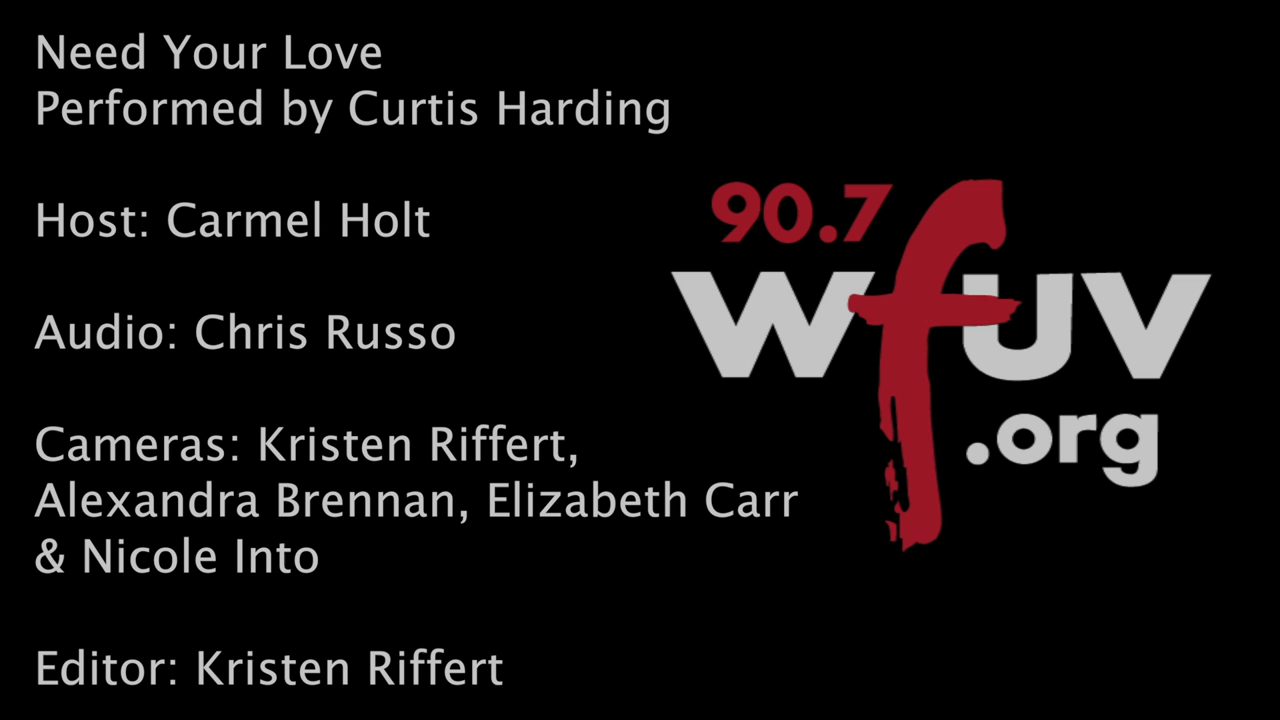 Need Your Love
Performed by Curtis Harding
Host: Carmel Holt
Audio: Chris Russo
Cameras: Kristen Riffert,
Alexandra Brennan, Elizabeth Carr
& Nicole Into
Editor: Kristen Riffert
90.7
wfuv
.org